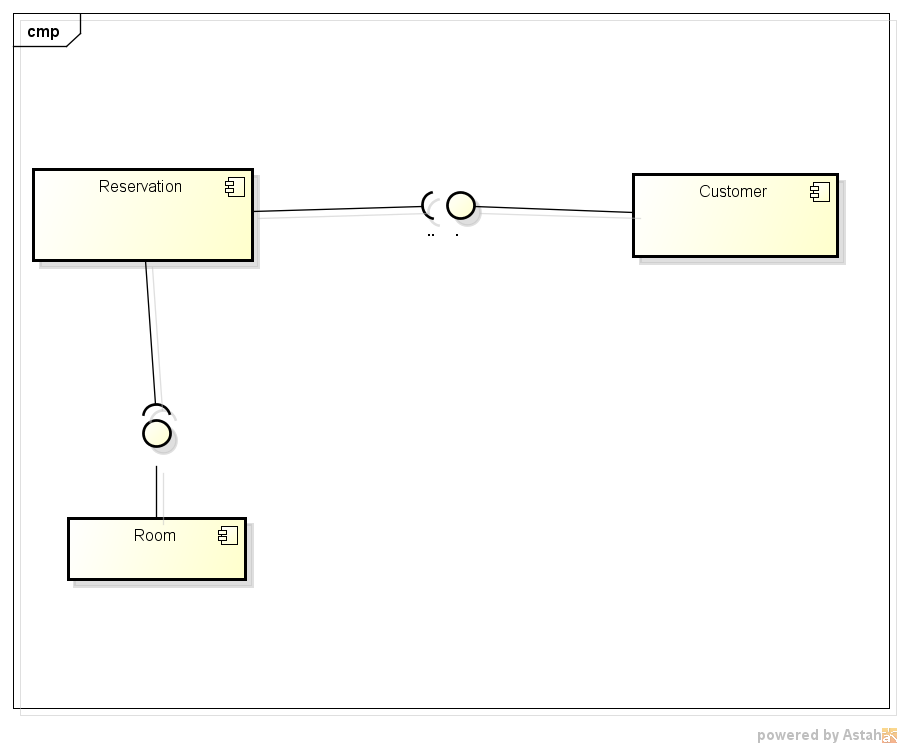 cmp
Reservation
Customer
..
.
Room
powered by Astah